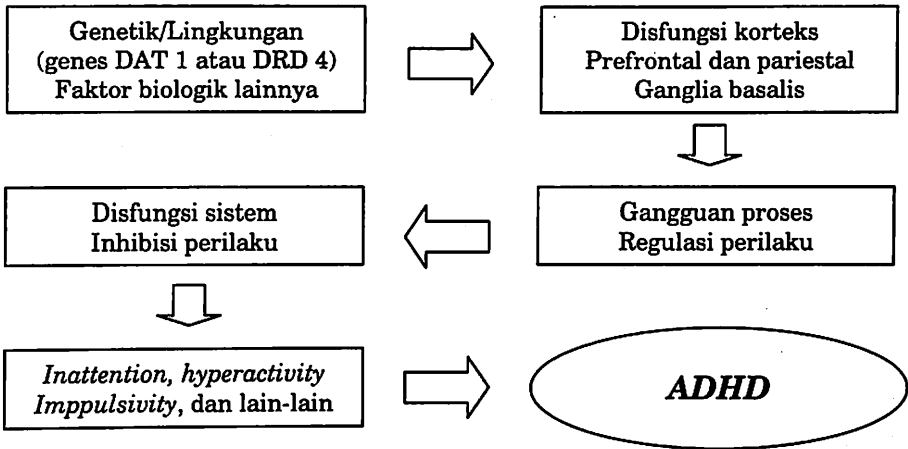 Genetik/Lingkungan
(genes DAT 1 atau DRD 4)
Faktor biologik lainnya
Disfungsi korteks
Prefrontal dan pariestal
Ganglia basalis
Gangguan proses
Regulasi perilaku
Disfungsi sistem
Inhibisi perilaku
Inattention, hyperactivity
Imppulsivity, dan lain-lain
ADHD